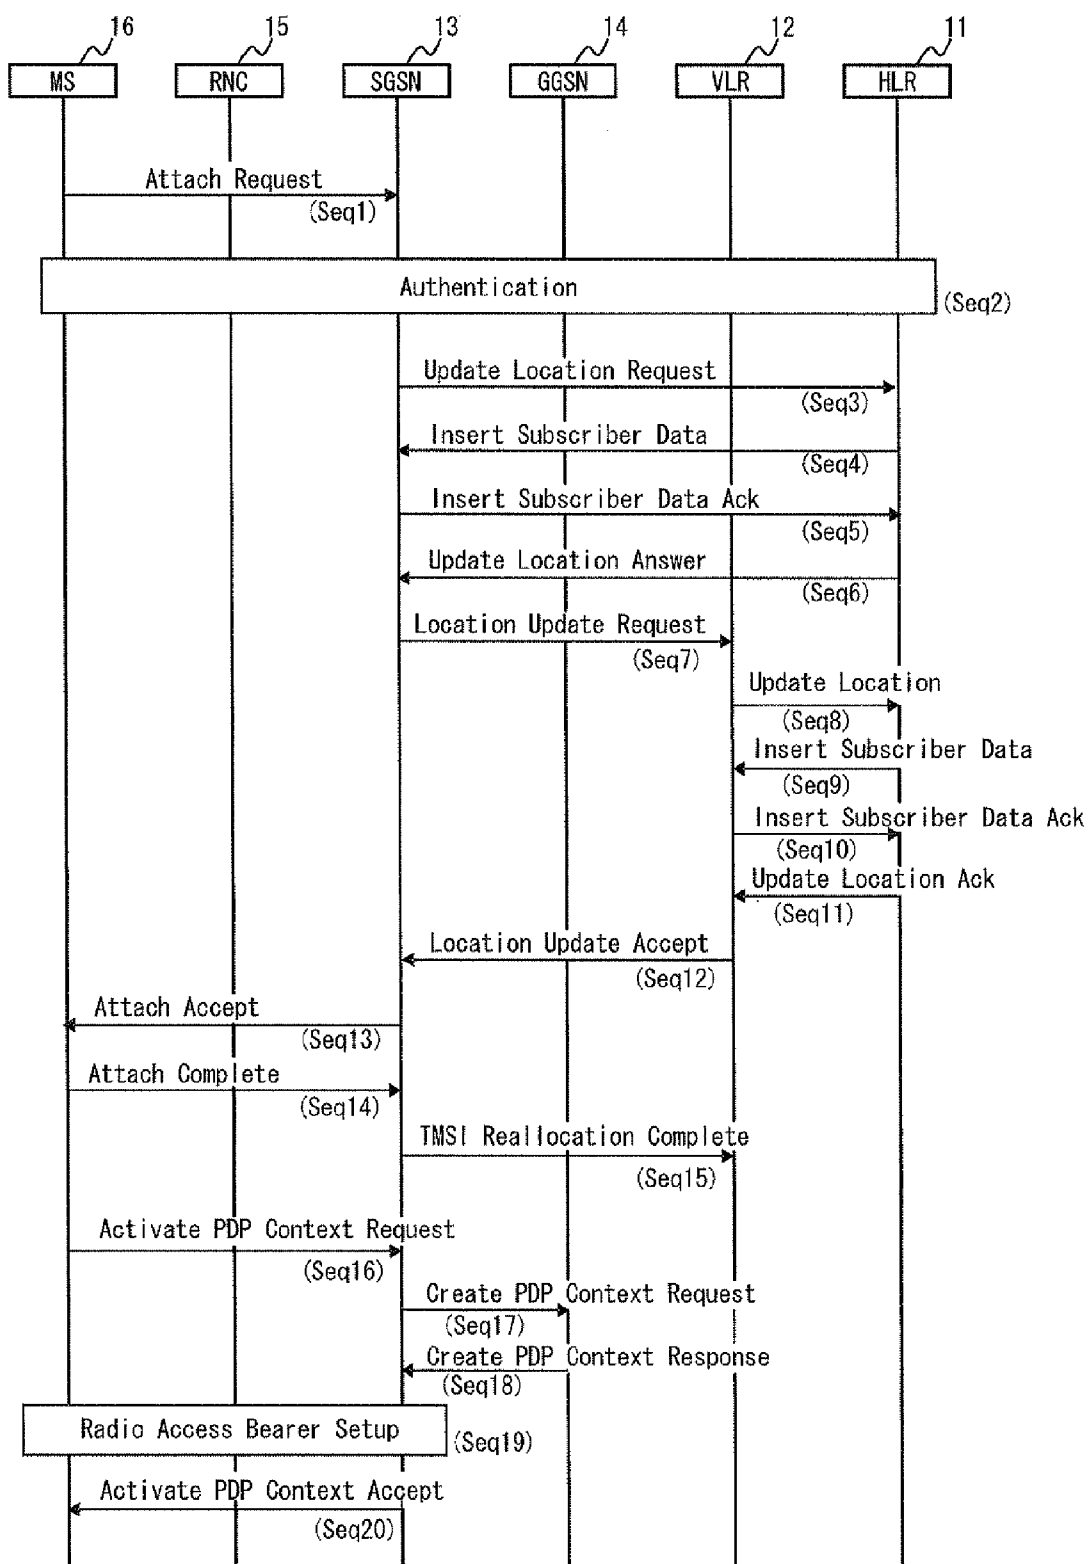 16 15 13 14 12 11
MS RNC SGSN GGSN VLR HLR
Attach Request
(Seq1)
Authentication
(Seq2)
Update Location Request
(Seq3)
Insert Subscriber Data
(Seq4)
Insert Subscriber Data Ack
(Seq5)
Update Location Answer
(Seq6)
Location Update Request
(Seq7)
Update Location
(Seq8)
Insert Subscriber Data
(Seq9)
Insert Subscriber Data Ack
(Seq10)
Update Location Ack
(Seq11)
Location Update Accept
(Seq12)
Attach Accept
(Seq13)
Attach Complete
(Seq14)
TMSI Reallocation Complete
(Seq15)
Activate PDP Context Request
(Seq16)
Create PDP Context Request
(Seq17)
Create PDP Context Response
(Seq18)
Radio Access Bearer Setup
(Seq19)
Activate PDP Context Accept
(Seq20)